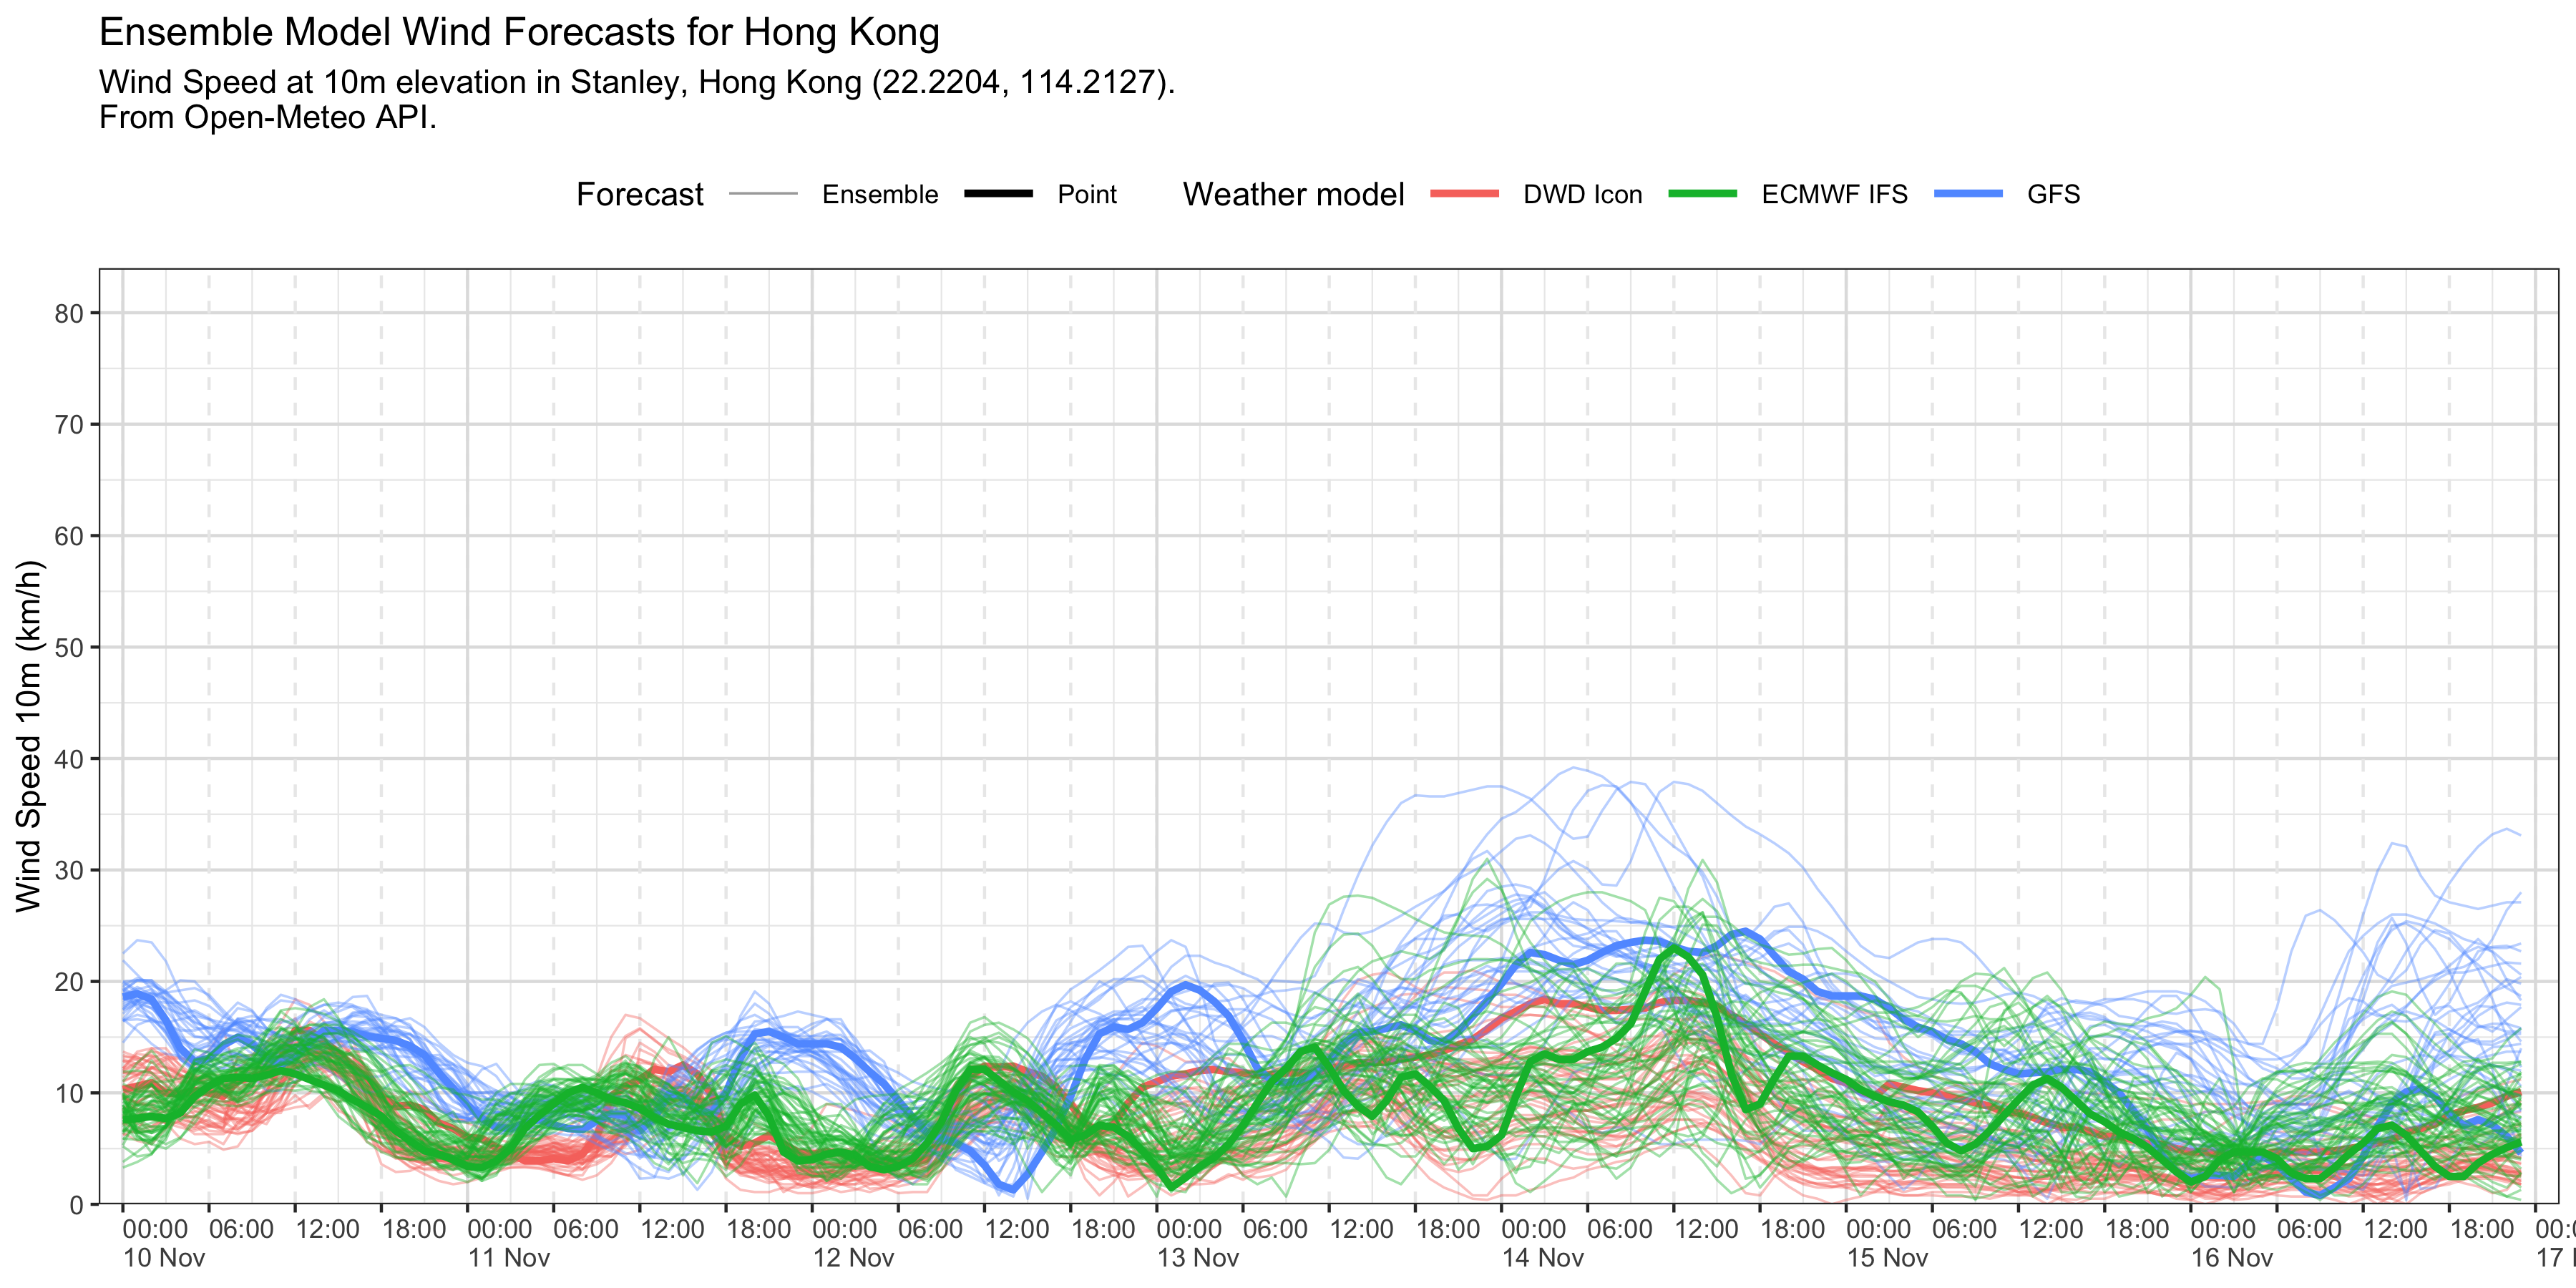 Ensemble Model Wind Forecasts for Hong Kong
Wind Speed at 10m elevation in Stanley, Hong Kong (22.2204, 114.2127).
From Open-Meteo API.
Forecast Ensemble Point Weather model DWD Icon ECMWF IFS GFS
Wind Speed 10m (km/h)
80
70
60
50
40
30
20
10
0
00:00 06:00 12:00 18:00 00:00 06:00 12:00 18:00 00:00 06:00 12:00 18:00 00:00 06:00 12:00 18:00 00:00 06:00 12:00 18:00 00:00 06:00 12:00 18:00 00:00 06:00 12:00 18:00 00:0
10 Nov 11 Nov 12 Nov 13 Nov 14 Nov 15 Nov 16 Nov 17